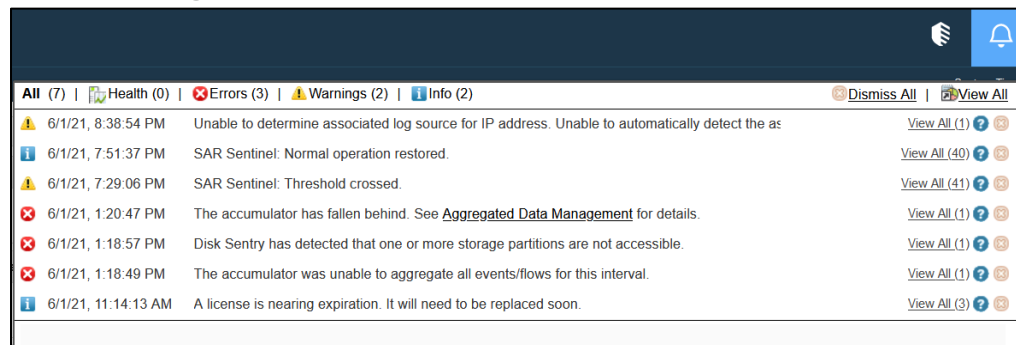 All (7) | Health (0) | Errors (3) | Warnings (2) | Info (2) Dismiss All | View All
6/1/21, 8:38:54 PM Unable to determine associated log source for IP address. Unable to automatically detect the as View All (1)
6/1/21, 7:51:37 PM SAR Sentinel: Normal operation restored. View All (40)
6/1/21, 7:29:06 PM SAR Sentinel: Threshold crossed. View All (41)
6/1/21, 1:20:47 PM The accumulator has fallen behind. See Aggregated Data Management for details. View All (1)
6/1/21, 1:18:57 PM Disk Sentry has detected that one or more storage partitions are not accessible. View All (1)
6/1/21, 1:18:49 PM The accumulator was unable to aggregate all events/flows for this interval. View All (1)
6/1/21, 11:14:13 AM A license is nearing expiration. It will need to be replaced soon. View All (3)